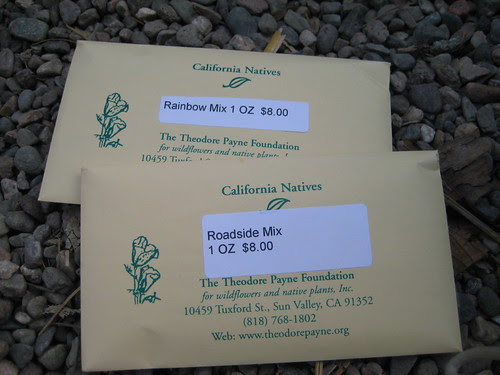 California Natives
Rainbow Mix 1 OZ $8.00
The Theodore Payne Foundation
for wildflowers and native plants, Inc.
10459 Tuxford
California Natives
Roadside Mix
1 OZ $8.00
The Theodore Payne Foundation
for wildflowers and native plants, Inc.
10459 Tuxford St., Sun Valley, CA 91352
(818) 768-1802
Web: www.theodorepayne.org